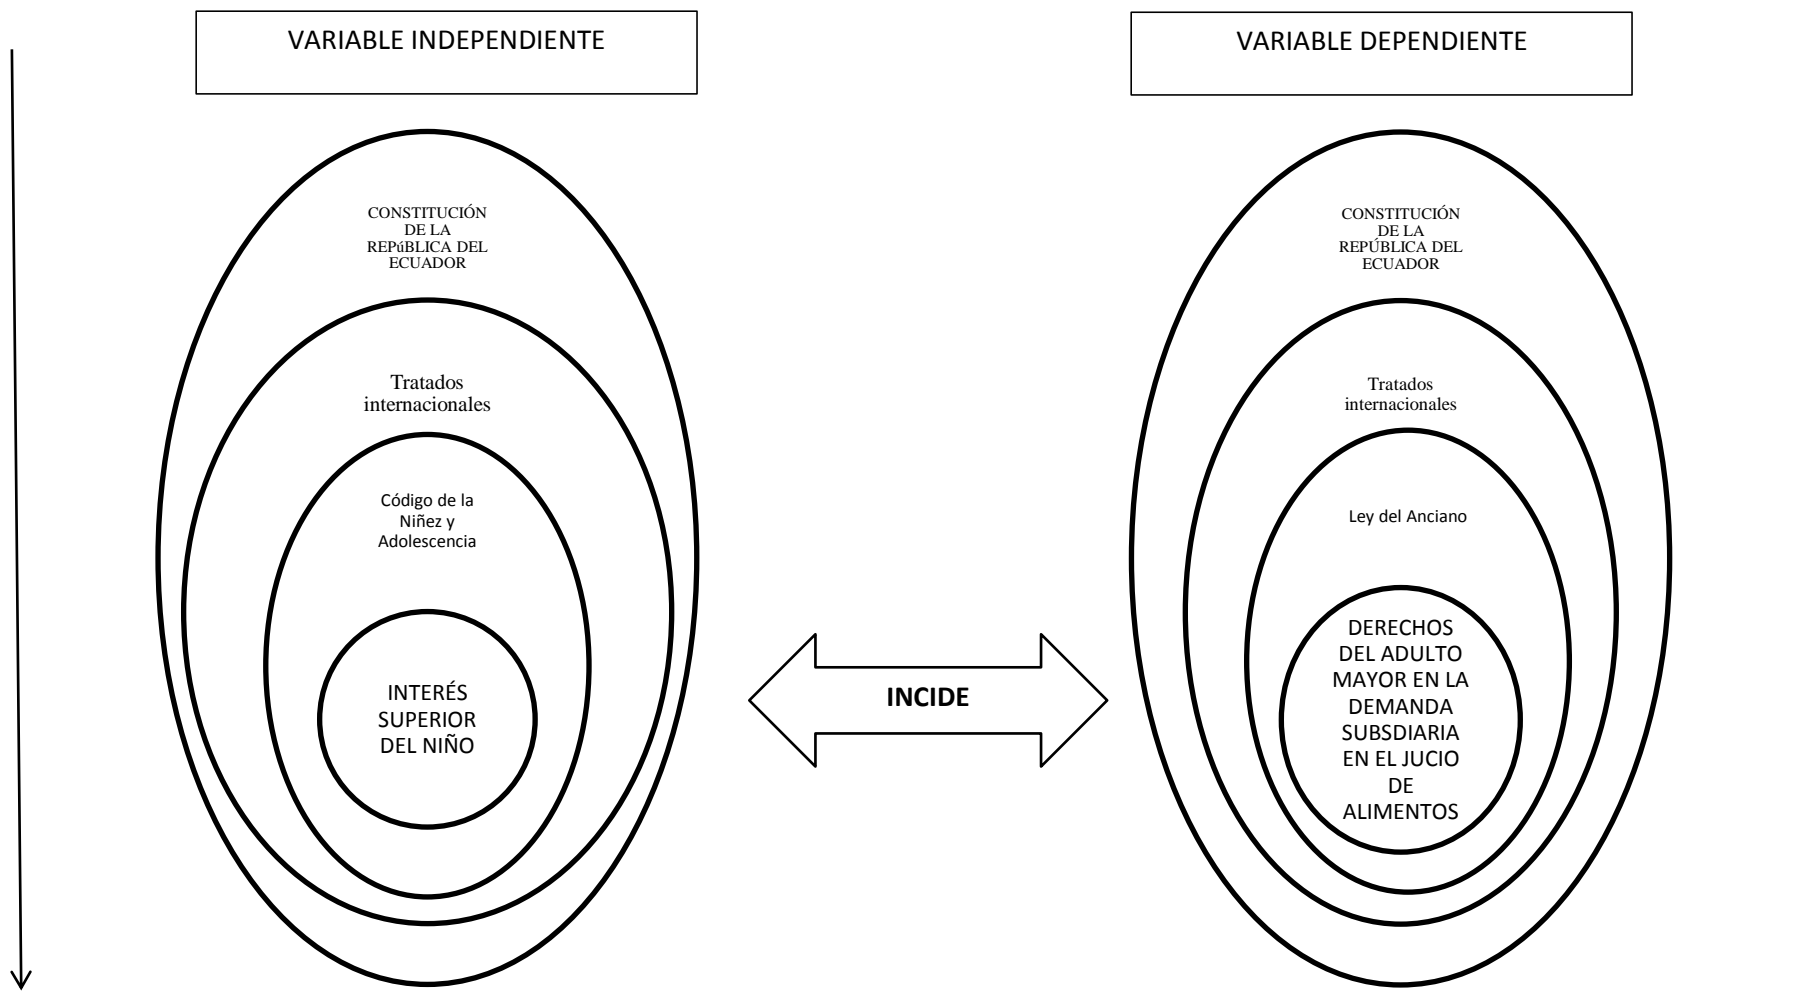 VARIABLE INDEPENDIENTE
VARIABLE DEPENDIENTE
CONSTITUCIÓN
DE LA
REPúBLICA DEL
ECUADOR
Tratados
internacionales
Código de la
Niñez y
Adolescencia
INTERÉS
SUPERIOR
DEL NIÑO
INCIDE
CONSTITUCIÓN
DE LA
REPÚBLICA DEL
ECUADOR
Tratados
internacionales
Ley del Anciano
DERECHOS
DEL ADULTO
MAYOR EN LA
DEMANDA
SUBSDIARIA
EN EL JUCIO
DE
ALIMENTOS